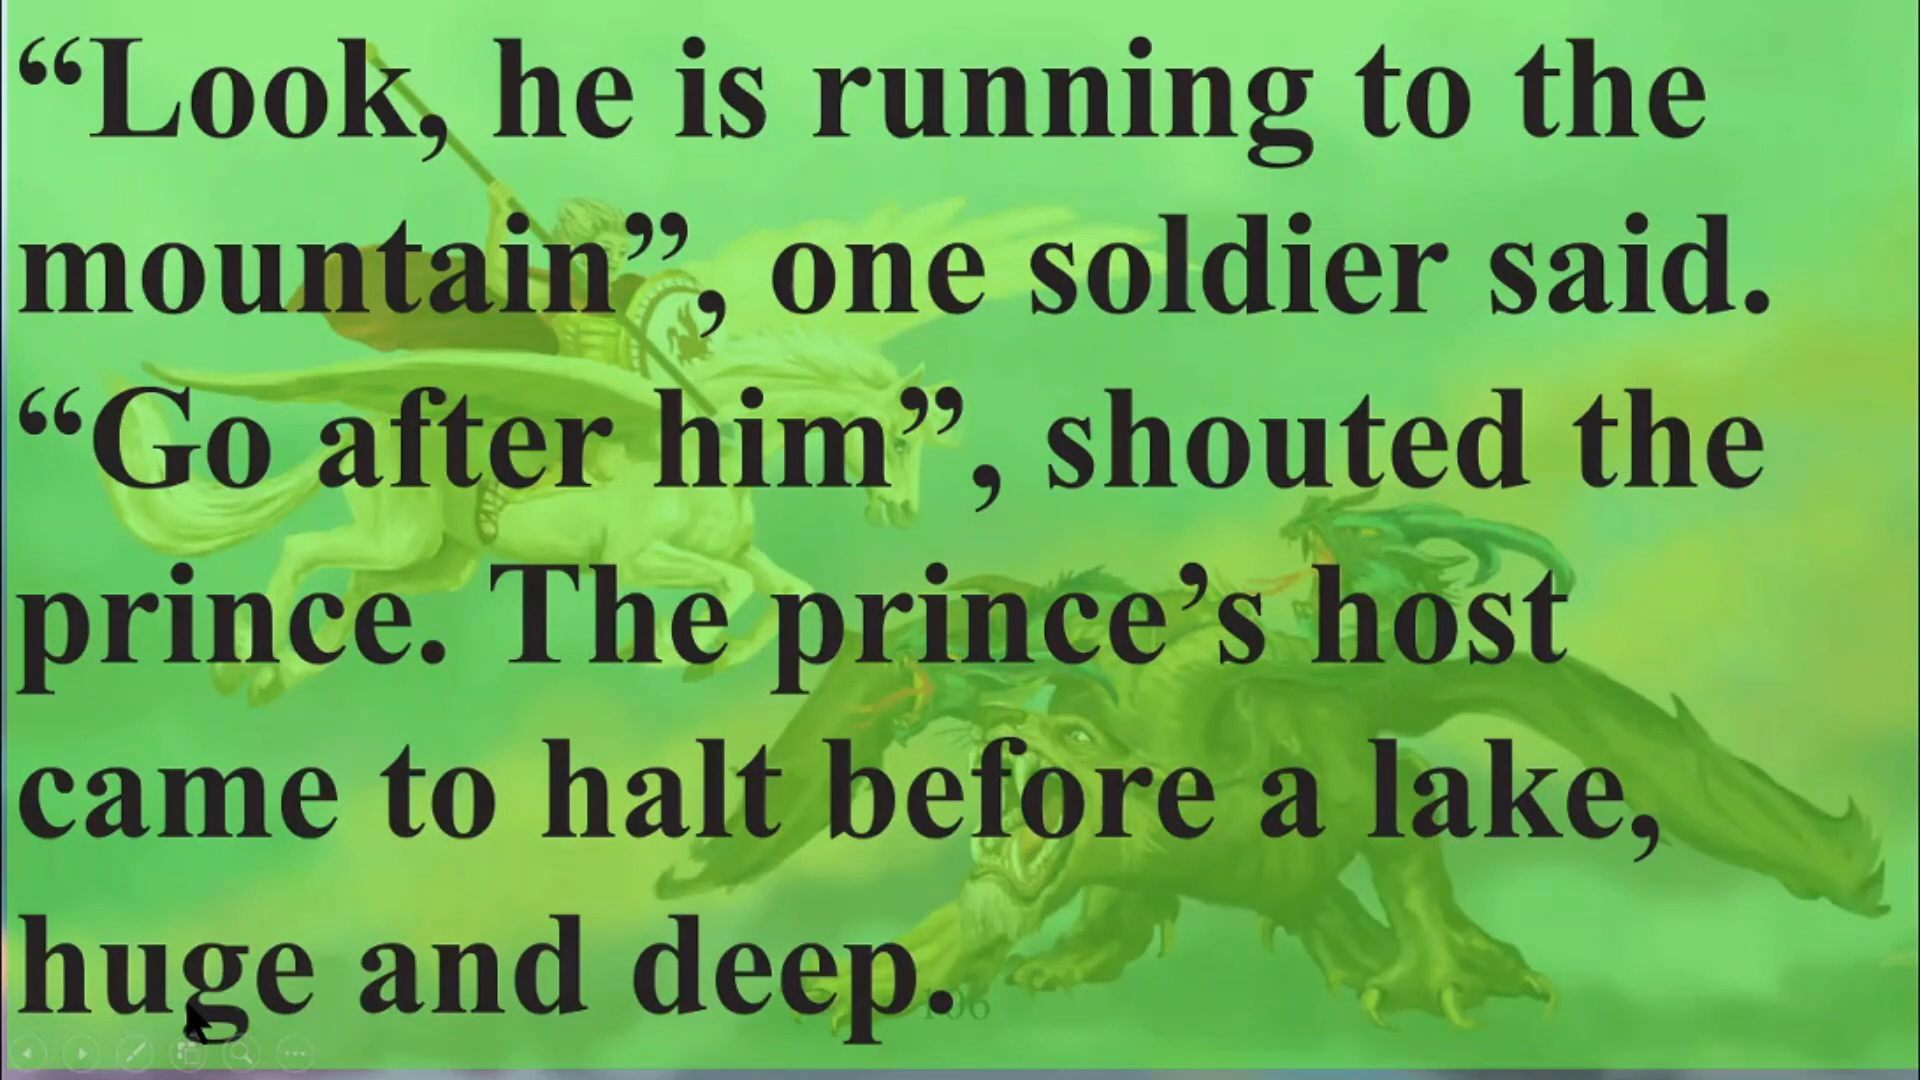 “Look, he is running to the
mountain”, one soldier said.
“Go after him”, shouted the
prince. The prince’s host
came to halt before a lake,
huge and deep.
106